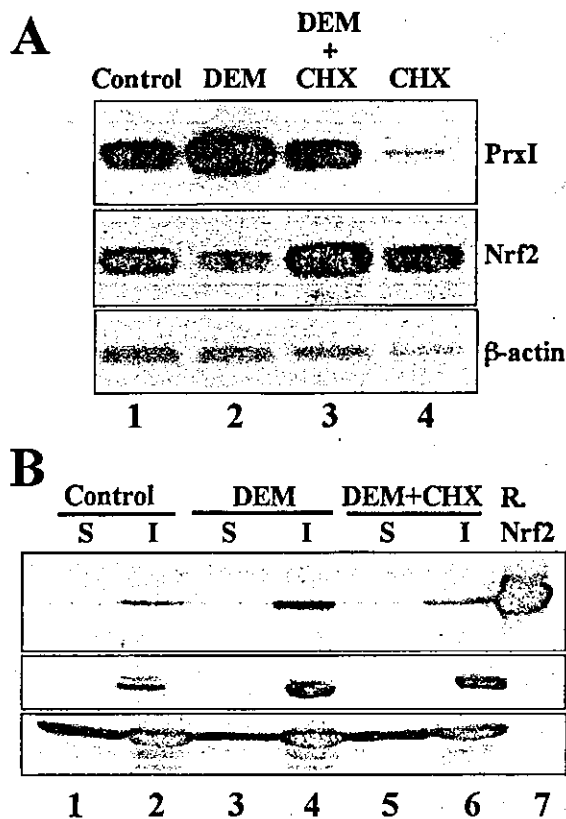 A
DEM
+
Control DEM CHX CHX
PrxI
Nrf2
β-actin
1 2 3 4
B
Control DEM DEM+CHX R.
S I S I S I Nrf2
1 2 3 4 5 6 7